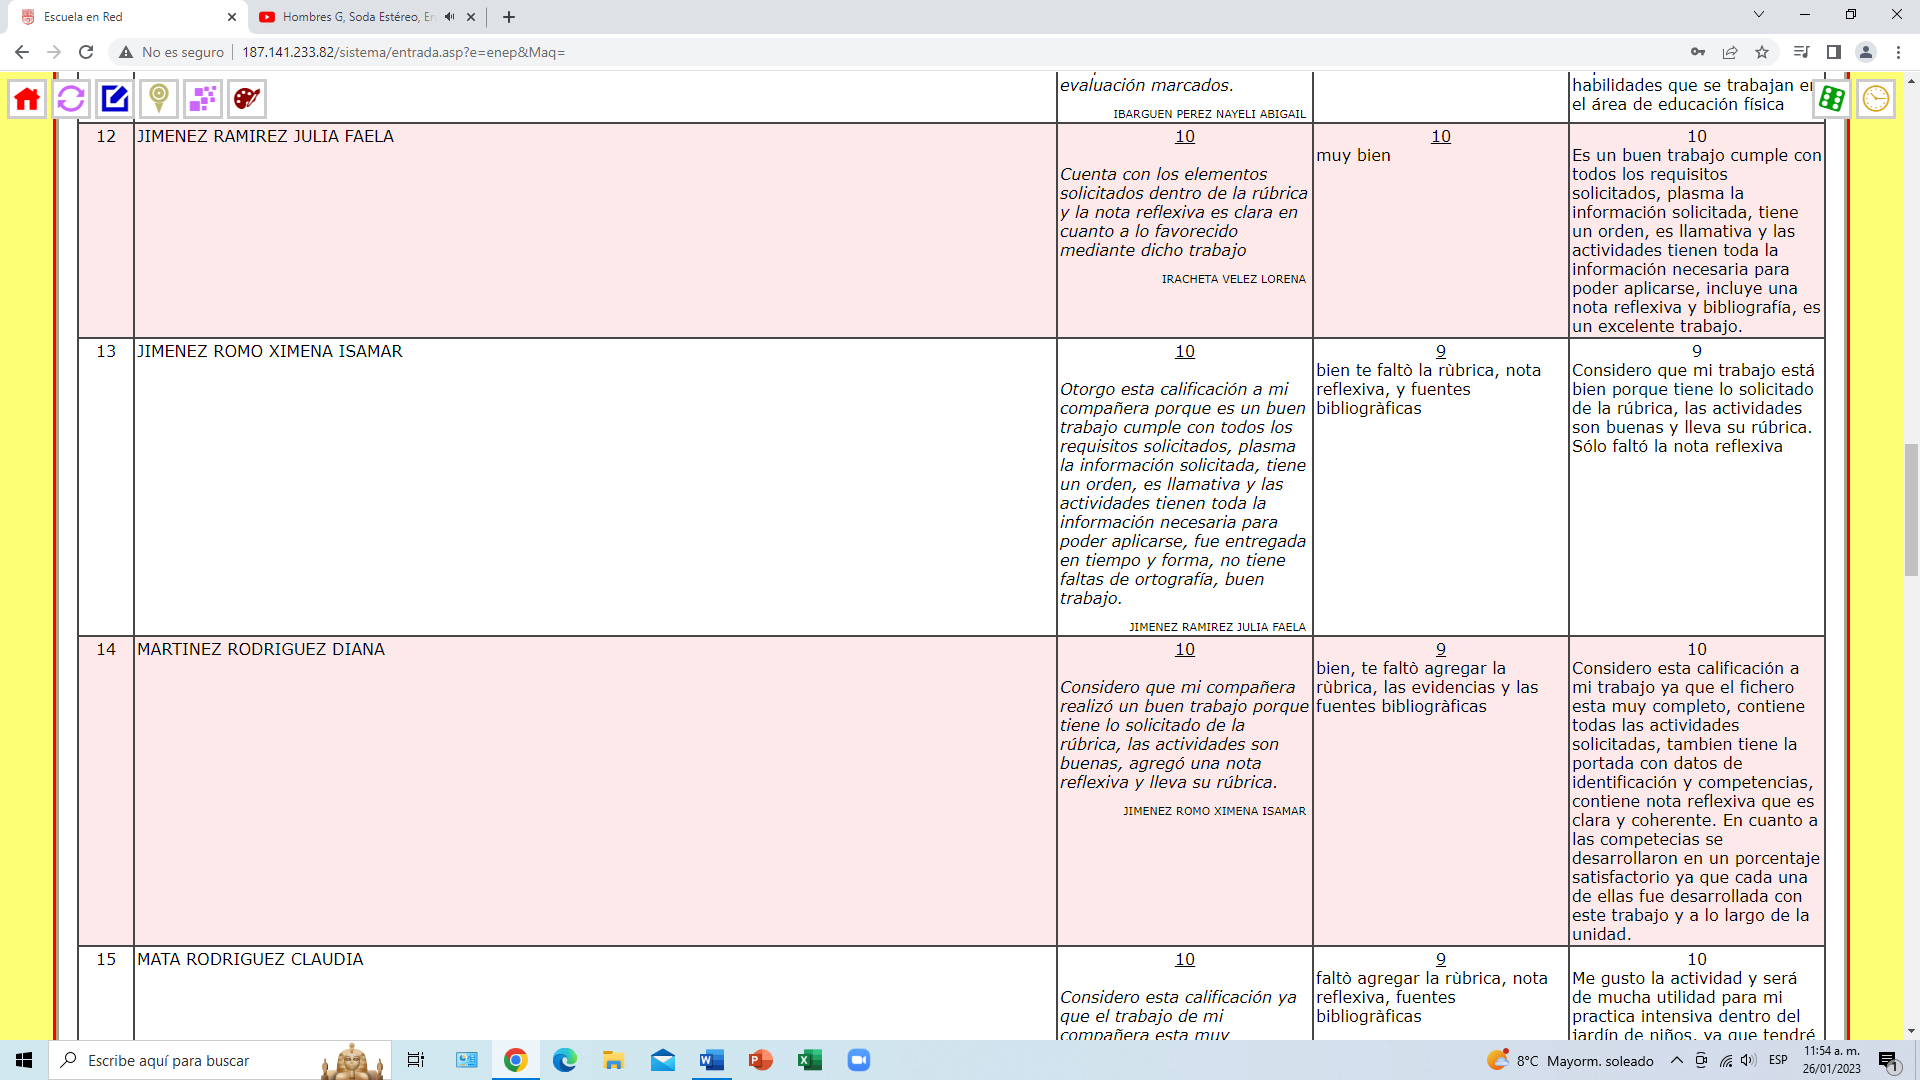 Escuela en Red
Hombres G, Soda Estéreo, En
No es seguro
187.141.233.82/sistema/entrada.asp?e=enep&Maq=
evaluación marcados.
IBARGUEN PEREZ NAYELI ABIGAIL
habilidades que se trabajan en
el área de educación física
12
JIMENEZ RAMIREZ JULIA FAELA
10
Cuenta con los elementos
solicitados dentro de la rúbrica
y la nota reflexiva es clara en
cuanto a lo favorecido
mediante dicho trabajo
IRACHETA VELEZ LORENA
10
muy bien
10
Es un buen trabajo cumple con
todos los requisitos
solicitados, plasma la
información solicitada, tiene
un orden, es llamativa y las
actividades tienen toda la
información necesaria para
poder aplicarse, incluye una
nota reflexiva y bibliografía, es
un excelente trabajo.
13
JIMENEZ ROMO XIMENA ISAMAR
10
Otorgo esta calificación a mi
compañera porque es un buen
trabajo cumple con todos los
requisitos solicitados, plasma
la información solicitada, tiene
un orden, es llamativa y las
actividades tienen toda la
información necesaria para
poder aplicarse, fue entregada
en tiempo y forma, no tiene
faltas de ortografía, buen
trabajo.
JIMENEZ RAMIREZ JULIA FAELA
9
bien te faltò la rùbrica, nota
reflexiva, y fuentes
bibliogràficas
9
Considero que mi trabajo está
bien porque tiene lo solicitado
de la rúbrica, las actividades
son buenas y lleva su rúbrica.
Sólo faltó la nota reflexiva
14
MARTINEZ RODRIGUEZ DIANA
10
Considero que mi compañera
realizó un buen trabajo porque
tiene lo solicitado de la
rúbrica, las actividades son
buenas, agregó una nota
reflexiva y lleva su rúbrica.
JIMENEZ ROMO XIMENA ISAMAR
9
bien, te faltò agregar la
rùbrica, las evidencias y las
fuentes bibliogràficas
10
Considero esta calificación a
mi trabajo ya que el fichero
esta muy completo, contiene
todas las actividades
solicitadas, tambien tiene la
portada con datos de
identificación y competencias,
contiene nota reflexiva que es
clara y coherente. En cuanto a
las competecias se
desarrollaron en un porcentaje
satisfactorio ya que cada una
de ellas fue desarrollada con
este trabajo y a lo largo de la
unidad.
15
MATA RODRIGUEZ CLAUDIA
10
Considero esta calificación ya
que el trabajo de mi
compañera esta muy
9
faltò agregar la rùbrica, nota
reflexiva, fuentes
bibliogràficas
10
Me gusto la actividad y será
de mucha utilidad para mi
practica intensiva dentro del
jardín de niños, ya que tendré
Escribe aquí para buscar
8°C Mayorm. soleado
ESP
11:54 a. m.
26/01/2023
1